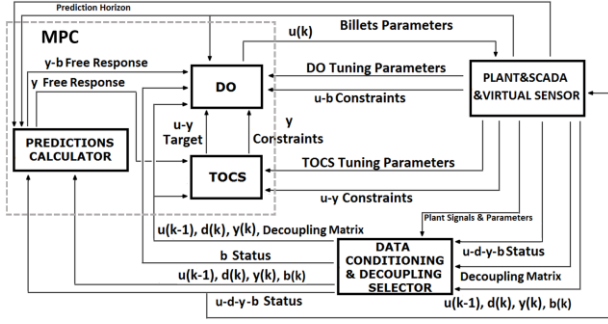 Prediction Horizon
Billets Parameters
MPC
u(k)
y-b Free Response
y Free Response
DO
DO Tuning Parameters
u-b Constraints
PLANT&SCADA
&VIRTUAL SENSOR
u-y
Target
y
Constraints
PREDICTIONS
CALCULATOR
TOCS
TOCS Tuning Parameters
u-y Constraints
Plant Signals & Parameters
u(k-1), d(k), y(k), Decoupling Matrix
b Status
DATA
CONDITIONING
& DECOUPLING
SELECTOR
u-d-y-b Status
Decoupling Matrix
u(k-1), d(k), y(k), b(k)
u-d-y-b Status
u(k-1), d(k), y(k), b(k)